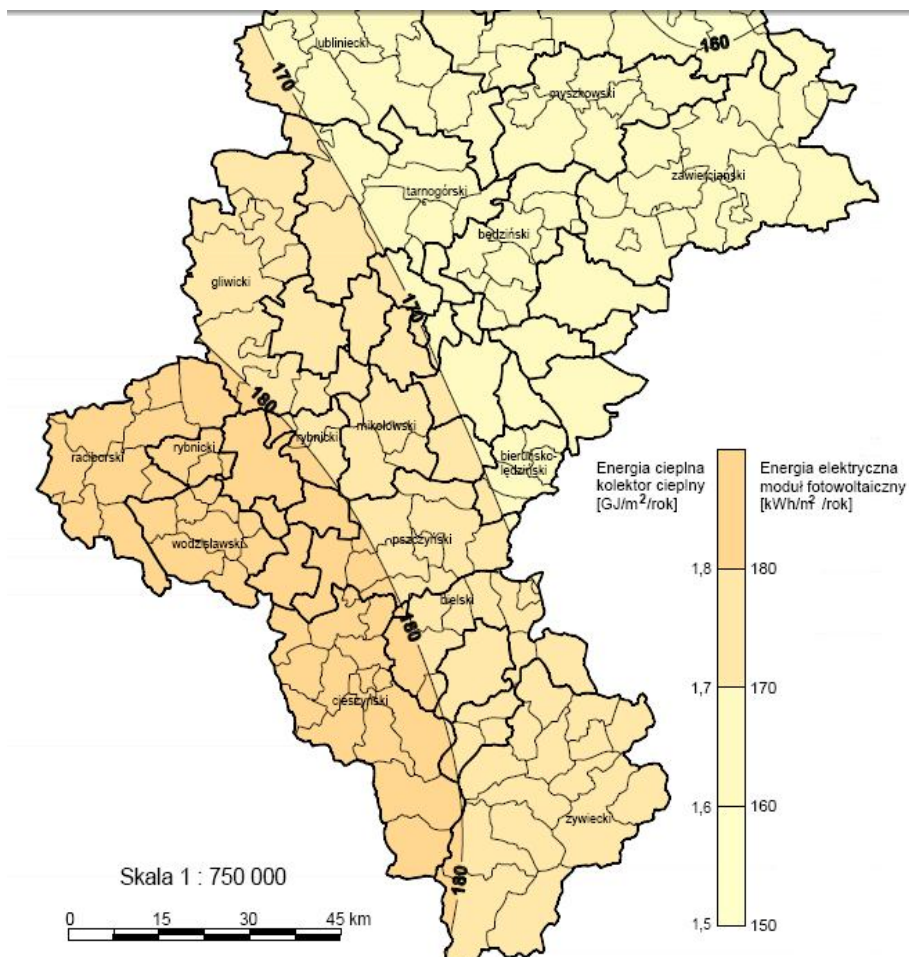 lubliniecki
160
170
myszkowski
zawierciański
tarnogórski
będziński
gliwicki
170
180
raciborski
rybnicki
rybnicki
mikołowski
bieruńsko-
lędziński
wodzisławski
pszczyński
bielski
180
cieszyński
żywiecki
180
Energia cieplna
kolektor cieplny
[GJ/m²/rok]
Energia elektryczna
moduł fotowoltaiczny
[kWh/m² /rok]
1,8
180
1,7
170
1,6
160
1,5
150
Skala 1 : 750 000
0 15 30 45 km